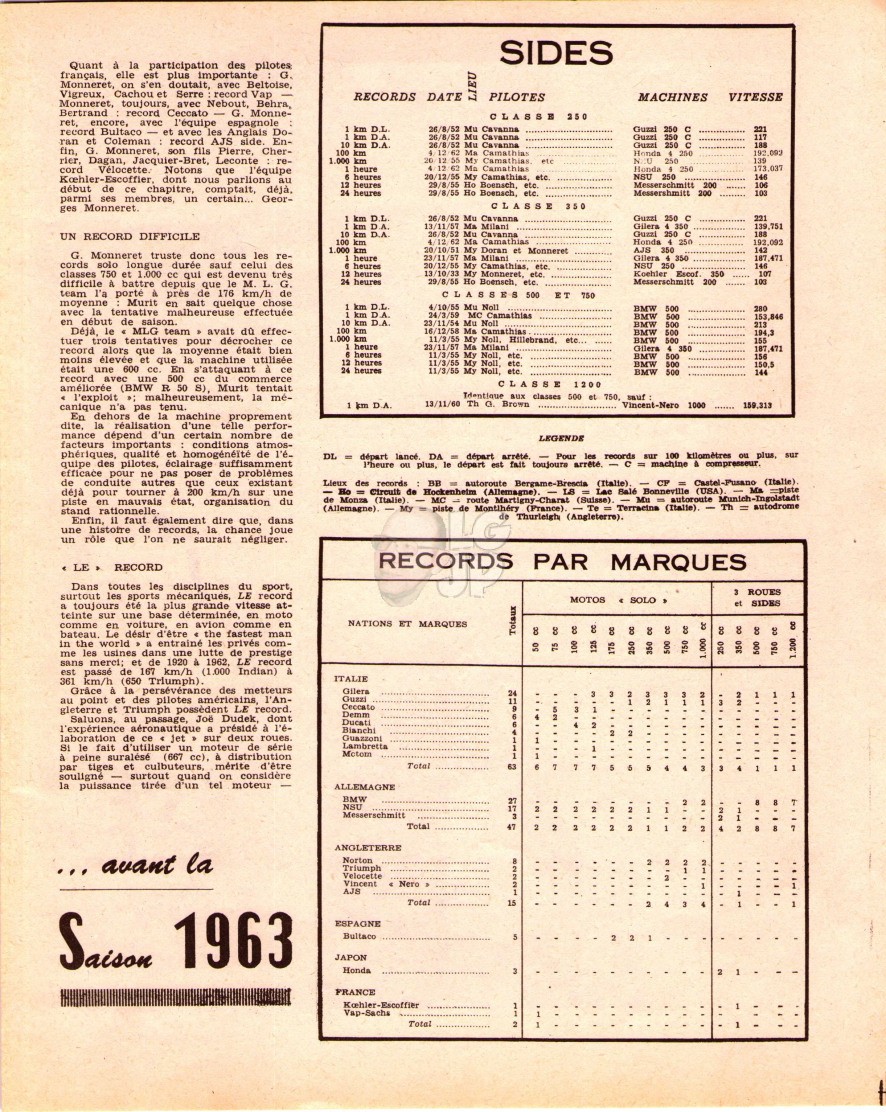 Quant à la participation des pilotes
français, elle est plus importante : G.
Monneret, on s'en doutait, avec Beltoise,
Vigreux, Cachou et Serre : record Vap —
Monneret, toujours, avec Nebout, Behra,
Bertrand : record Ceccato — G. Monne-
ret, encore, avec l'équipe espagnole :
record Bultaco — et avec les Anglais Do-
ran et Coleman : record AJS side. En-
fin, G. Monneret, son fils Pierre, Cher-
rier, Dagan, Jacquier-Bret, Leconte : re-
cord Vélocette. Notons que l'équipe
Kœhler-Escoffier, dont nous parlions au
début de ce chapitre, comptait, déjà,
parmi ses membres, un certain... Geor-
ges Monneret.
UN RECORD DIFFICILE
G. Monneret truste donc tous les re-
cords solo longue durée sauf celui des
classes 750 et 1.000 cc qui est devenu très
difficile à battre depuis que le M. L. G.
team l'a porté à près de 176 km/h de
moyenne : Murit en sait quelque chose
avec la tentative malheureuse effectuée
en début de saison.
Déjà, le « MLG team » avait dû effec-
tuer trois tentatives pour décrocher ce
record alors que la moyenne était bien
moins élevée et que la machine utilisée
était une 600 cc. En s'attaquant à ce
record avec une 500 cc du commerce
améliorée (BMW R 50 S), Murit tentait
« l'exploit »; malheureusement, la mé-
canique n'a pas tenu.
En dehors de la machine proprement
dite, la réalisation d'une telle perfor-
mance dépend d'un certain nombre de
facteurs importants : conditions atmos-
phériques, qualité et homogénéité de l'é-
quipe des pilotes, éclairage suffisamment
efficace pour ne pas poser de problèmes
de conduite autres que ceux existant
déjà pour tourner à 200 km/h sur une
piste en mauvais état, organisation du
stand rationnelle.
Enfin, il faut également dire que, dans
une histoire de records, la chance joue
un rôle que l'on ne saurait négliger.
« LE » RECORD
Dans toutes les disciplines du sport,
surtout les sports mécaniques, LE record
a toujours été la plus grande vitesse at-
teinte sur une base déterminée, en moto
comme en voiture, en avion comme en
bateau. Le désir d'être « the fastest man
in the world » a entraîné les privés com-
me les usines dans une lutte de prestige
sans merci; et de 1920 à 1962, LE record
est passé de 167 km/h (1.000 Indian) à
361 km/h (650 Triumph).
Grâce à la persévérance des metteurs
au point et des pilotes américains, l'An-
gleterre et Triumph possèdent LE record.
Saluons, au passage, Joë Dudek, dont
l'expérience aéronautique a présidé à l'é-
laboration de ce « jet » sur deux roues.
Si le fait d'utiliser un moteur de série
à peine suralésé (667 cc), à distribution
par tiges et culbuteurs, mérite d'être
souligné — surtout quand on considère
la puissance tirée d'un tel moteur —
... avant la
Saison 1963
SIDES
RECORDS DATE LIEU PILOTES MACHINES VITESSE
CLASSE 250
1 km D.L. 26/8/52 Mu Cavanna Guzzi 250 C 221
1 km D.A. 26/8/52 Mu Cavanna Guzzi 250 C 117
10 km D.A. 26/8/52 Mu Cavanna Guzzi 250 C 188
100 km 4/12/62 Ma Camathias Honda 4 250 192,092
1.000 km 20/12/55 My Camathias, etc. NSU 250 139
1 heure 4/12/62 Ma Camathias Honda 4 250 173,037
6 heures 20/12/55 My Camathias, etc. NSU 250 146
12 heures 29/8/55 Ho Boensch, etc. Messerschmitt 200 106
24 heures 29/8/55 Ho Boensch, etc. Messershmitt 200 103
CLASSE 350
1 km D.L. 26/8/52 Mu Cavanna Guzzi 250 C 221
1 km D.A. 13/11/57 Ma Milani Gilera 4 350 139,751
10 km D.A. 26/8/52 Mu Cavanna Guzzi 250 C 188
100 km 4/12/62 Ma Camathias Honda 4 250 192,092
1.000 km 20/10/51 My Doran et Monneret AJS 350 142
1 heure 23/11/57 Ma Milani Gilera 4 350 187,471
6 heures 20/12/55 My Camathias, etc. NSU 250 146
12 heures 13/10/33 My Monneret, etc. Koehler Escof. 350 107
24 heures 29/8/55 Ho Boensch, etc. Messerschmitt 200 103
CLASSES 500 ET 750
1 km D.L. 4/10/55 Mu Noll BMW 500 280
1 km D.A. 24/3/59 MC Camathias BMW 500 153,846
10 km D.A. 23/11/54 Mu Noll BMW 500 213
100 km 16/12/58 Ma Camathias BMW 500 194,3
1.000 km 11/3/55 My Noll, Hillebrand, etc... BMW 500 155
1 heure 23/11/57 Ma Milani Gilera 4 350 187,471
6 heures 11/3/55 My Noll, etc. BMW 500 156
12 heures 11/3/55 My Noll, etc. BMW 500 150,5
24 heures 11/3/55 My Noll, etc. BMW 500 144
CLASSE 1200
Identique aux classes 500 et 750, sauf :
1 km D.A. 13/11/60 Th G. Brown Vincent-Nero 1000 159,313
LEGENDE
DL = départ lancé. DA = départ arrêté. — Pour les records sur 100 kilomètres ou plus, sur
l'heure ou plus, le départ est fait toujours arrêté. — C = machine à compresseur.
Lieux des records : BB = autoroute Bergame-Brescia (Italie). — CF = Castel-Fusano (Italie).
— Ho = Circuit de Hockenheim (Allemagne). — LS = Lac Salé Bonneville (USA). — Ma =piste
de Monza (Italie). — MC = route Martigny-Charat (Suisse). — Mu = autoroute Munich-Ingolstadt
(Allemagne). — My = piste de Montlhéry (France). — Te = Terracina (Italie). — Th = autodrome
de Thurleigh (Angleterre).
LG
JP
RECORDS PAR MARQUES
NATIONS ET MARQUES Totaux MOTOS « SOLO » 3 ROUES et SIDES
50 cc 75 cc 100 cc 125 cc 175 cc 250 cc 350 cc 500 cc 750 cc 1.000 cc 250 cc 350 cc 500 cc 750 cc 1.200 cc
ITALIE
Gilera 24 - - - 3 3 2 3 3 3 2 - 2 1 1 1
Guzzi 11 - - - - - 1 2 1 1 1 3 2 - - -
Ceccato 9 - 5 3 1 - - - - - - - - - - -
Demm 6 4 2 - - - - - - - - - - - - -
Ducati 6 - - 4 2 - - - - - - - - - - -
Bianchi 4 - - - - 2 2 - - - - - - - - -
Guazzoni 1 1 - - - - - - - - - - - - - -
Lambretta 1 - - - 1 - - - - - - - - - - -
Motom 1 1 - - - - - - - - - - - - - -
Total 63 6 7 7 7 5 5 5 4 4 3 3 4 1 1 1
ALLEMAGNE
BMW 27 - - - - - - - - 2 2 - - 8 8 7
NSU 17 2 2 2 2 2 2 1 1 - - 2 1 - - -
Messerschmitt 3 - - - - - - - - - - 2 1 - - -
Total 47 2 2 2 2 2 2 1 1 2 2 4 2 8 8 7
ANGLETERRE
Norton 8 - - - - - - 2 2 2 2 - - - - -
Triumph 2 - - - - - - - - 1 1 - - - - -
Velocette 2 - - - - - - - 2 - - - - - - -
Vincent « Nero » 2 - - - - - - - - - 1 - - - - 1
AJS 1 - - - - - - - - - - - 1 - - -
Total 15 - - - - - - 2 4 3 4 - 1 - - 1
ESPAGNE
Bultaco 5 - - - - 2 2 1 - - - - - - - -
JAPON
Honda 3 - - - - - - - - - - 2 1 - - -
FRANCE
Kœhler-Escoffier 1 - - - - - - - - - - - 1 - - -
Vap-Sachs 1 1 - - - - - - - - - - - - - -
Total 2 1 - - - - - - - - - - 1 - - -